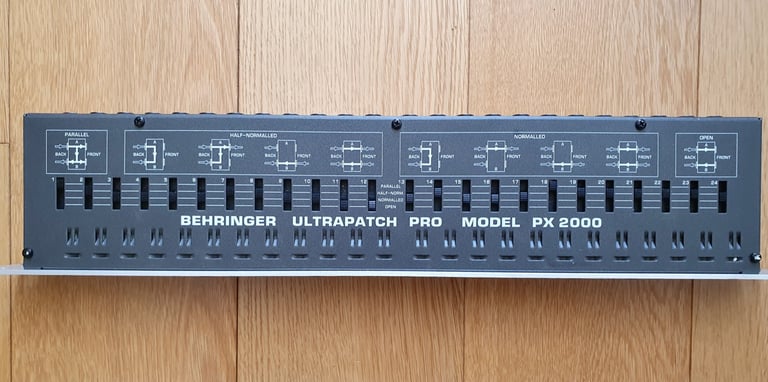 PARALLEL HALF-NORMALLED NORMALLED OPEN
A A A A A A A A
BACK FRONT BACK FRONT BACK FRONT BACK FRONT BACK FRONT BACK FRONT BACK FRONT BACK FRONT BACK FRONT BACK FRONT
B B B B B B B B
1 2 3 4 5 6 7 8 9 10 11 12 13 14 15 16 17 18 19 20 21 22 23 24
PARALLEL
HALF-NORM.
NORMALLED
OPEN
BEHRINGER ULTRAPATCH PRO MODEL PX 2000